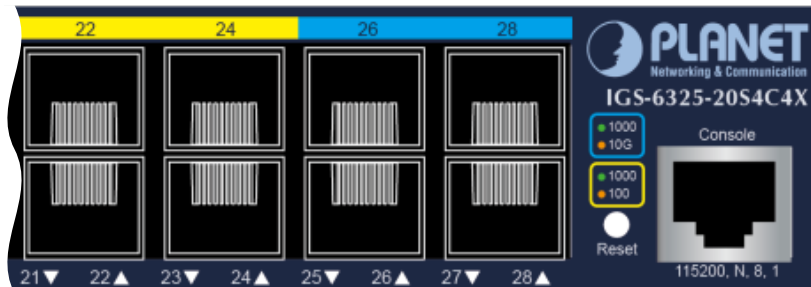 22 24 26 28
PLANET
Networking & Communication
IGS-6325-20S4C4X
1000
10G
1000
100
Reset
Console
115200, N, 8, 1
21▼ 22▲ 23▼ 24▲ 25▼ 26▲ 27▼ 28▲